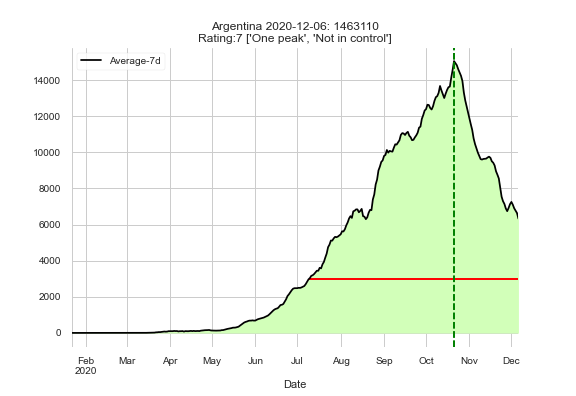 Argentina 2020-12-06: 1463110
Rating:7 ['One peak', 'Not in control']
Average-7d
14000
12000
10000
8000
6000
4000
2000
0
Feb Mar Apr May Jun Jul Aug Sep Oct Nov Dec
2020
Date